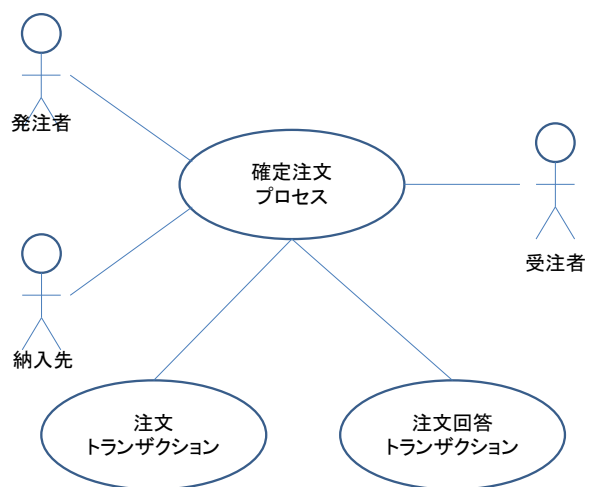 発注者
確定注文
プロセス
受注者
納入先
注文
トランザクション
注文回答
トランザクション